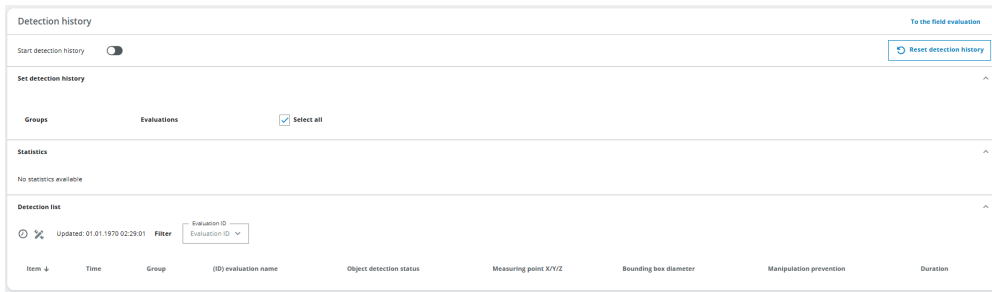 Detection history
To the field evaluation
Start detection history
Reset detection history
Set detection history
Groups Evaluations Select all
Statistics
No statistics available
Detection list
Evaluation ID
Updated: 01.01.1970 02:29:01 Filter Evaluation ID
Item ↓ Time Group (ID) evaluation name Object detection status Measuring point X/Y/Z Bounding box diameter Manipulation prevention Duration